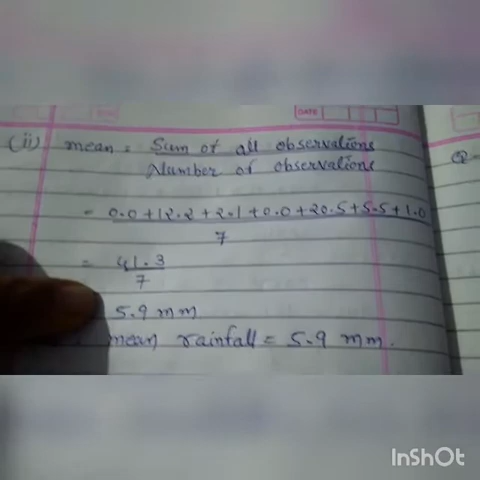 DATE
(ii) mean = Sum of all observations
Number of observations
= 0.0 + 12.2 + 2.1 + 0.0 + 20.5 + 5.5 + 1.0
7
= 41.3
7
5.9 mm
mean rainfall = 5.9 mm.
Q-
InShOt